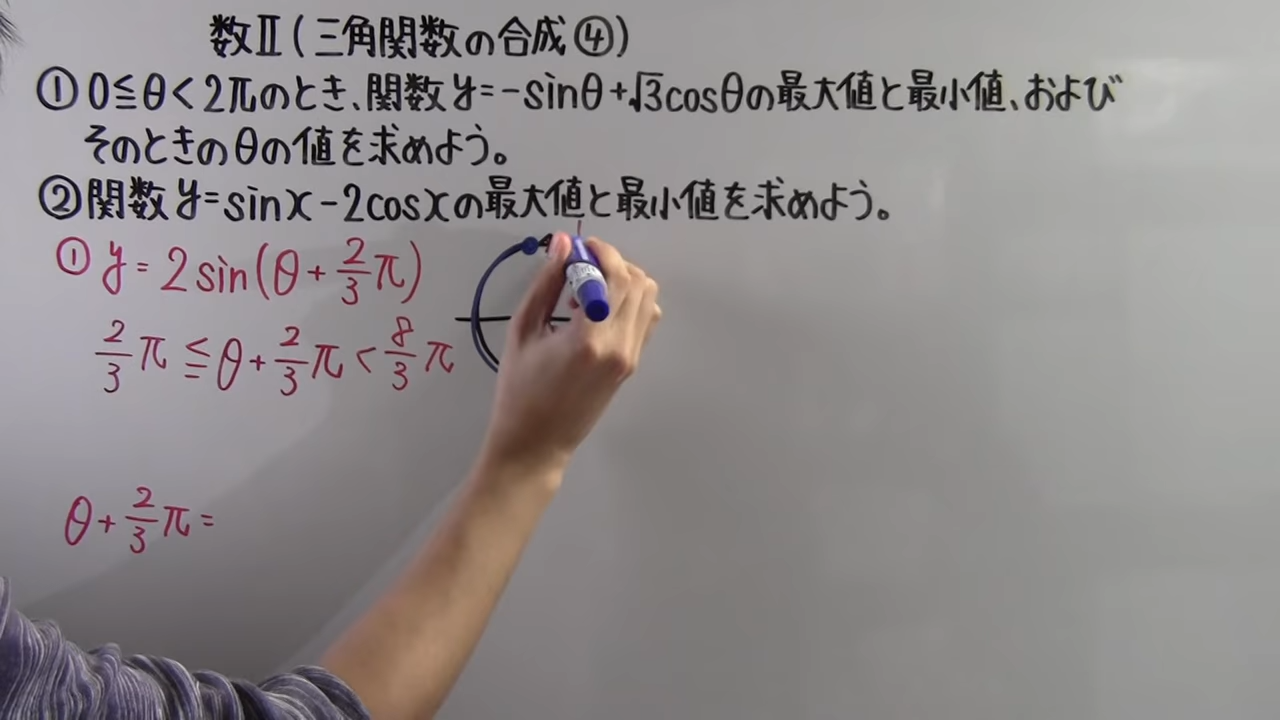 数Ⅱ(三角関数の合成④)
①0≦θ<2πのとき、関数y=-sinθ+√3cosθの最大値と最小値、および
そのときのθの値を求めよう。
②関数y=sinx-2cosxの最大値と最小値を求めよう。
①y=2sin(θ+2/3π)
2/3π≦θ+2/3π<8/3π
θ+2/3π=